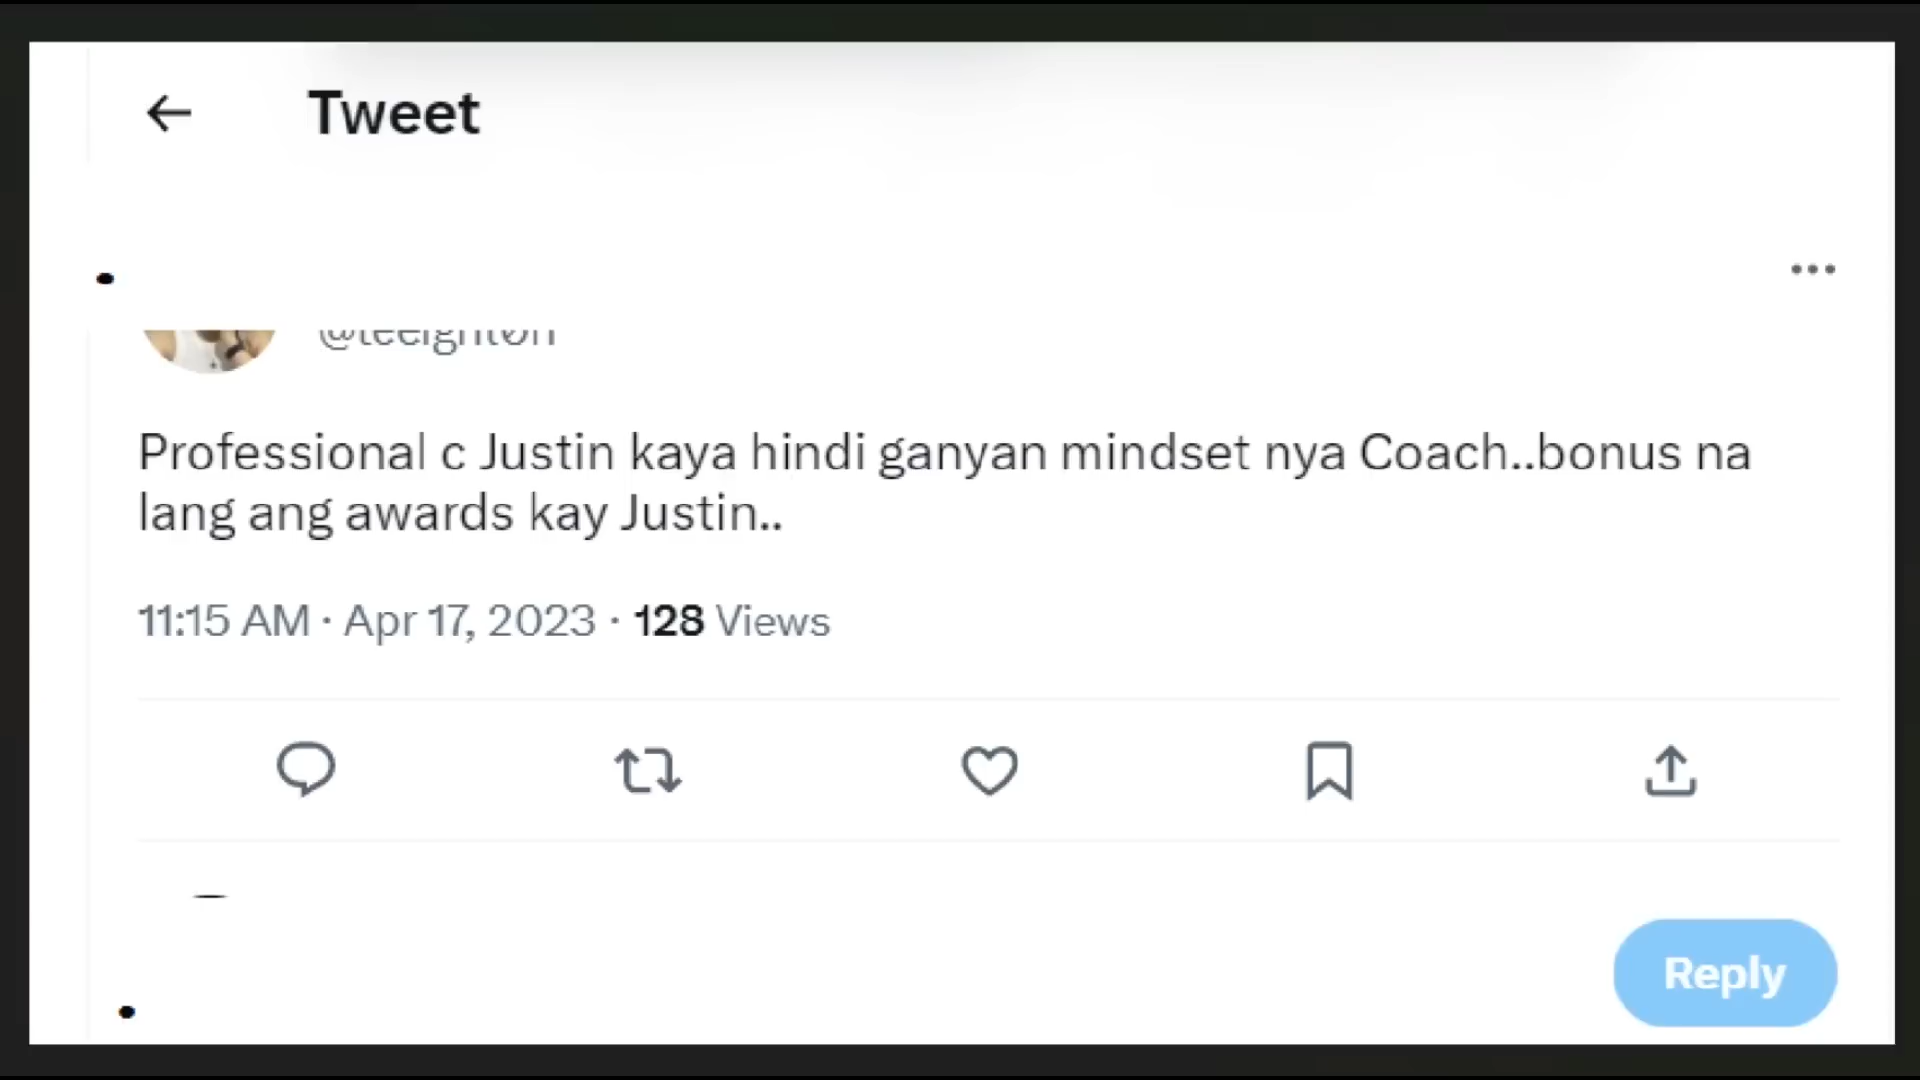 Tweet
Professional c Justin kaya hindi ganyan mindset nya Coach..bonus na
lang ang awards kay Justin..
11:15 AM · Apr 17, 2023 · 128 Views
Reply